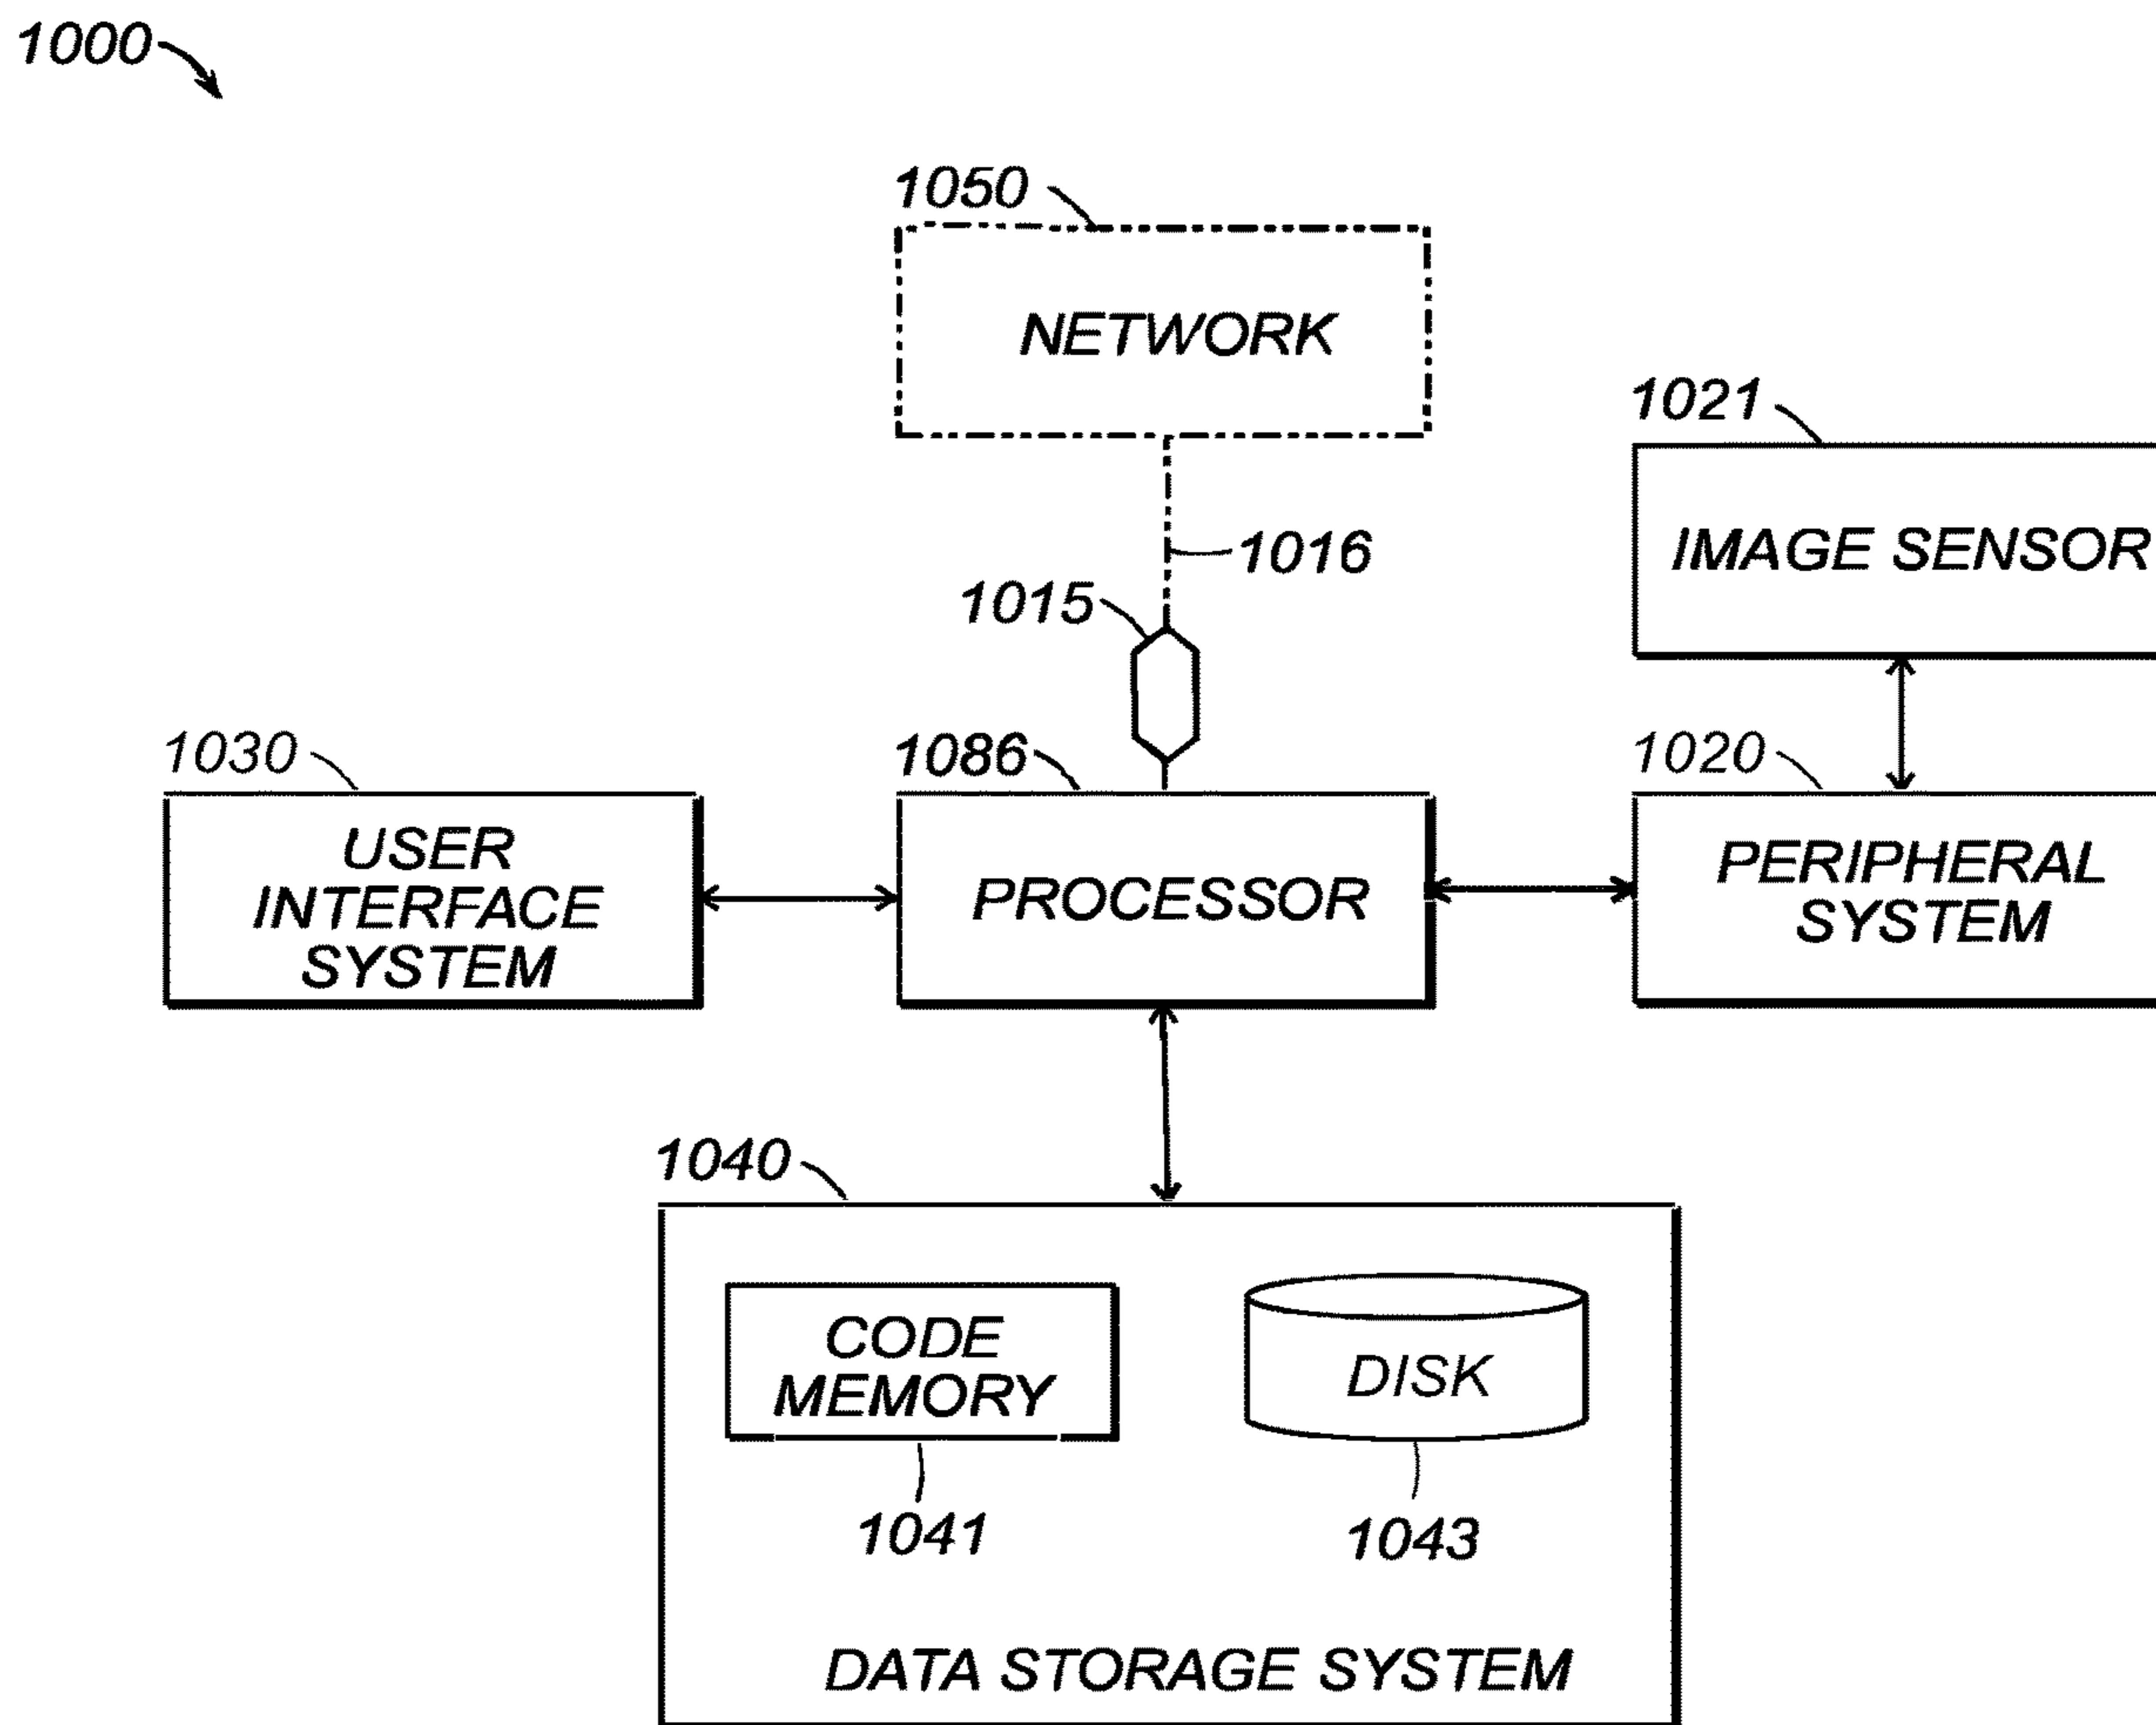 1000
1050
NETWORK
1021
IMAGE SENSOR
1016
1015
1030
1086
1020
USER
INTERFACE
SYSTEM
PROCESSOR
PERIPHERAL
SYSTEM
1040
CODE
MEMORY
DISK
1041
1043
DATA STORAGE SYSTEM